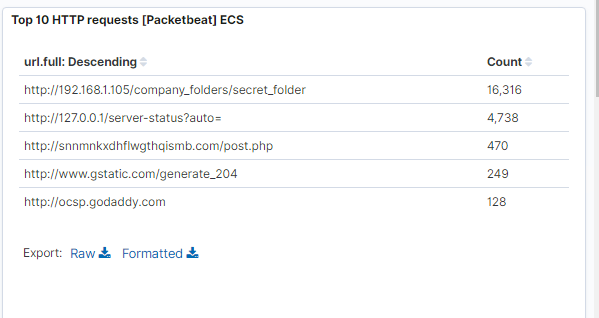 Top 10 HTTP requests [Packetbeat] ECS
url.full: Descending Count
http://192.168.1.105/company_folders/secret_folder 16,316
http://127.0.0.1/server-status?auto= 4,738
http://snnmnkxdhflwgthqismb.com/post.php 470
http://www.gstatic.com/generate_204 249
http://ocsp.godaddy.com 128
Export: Raw Formatted